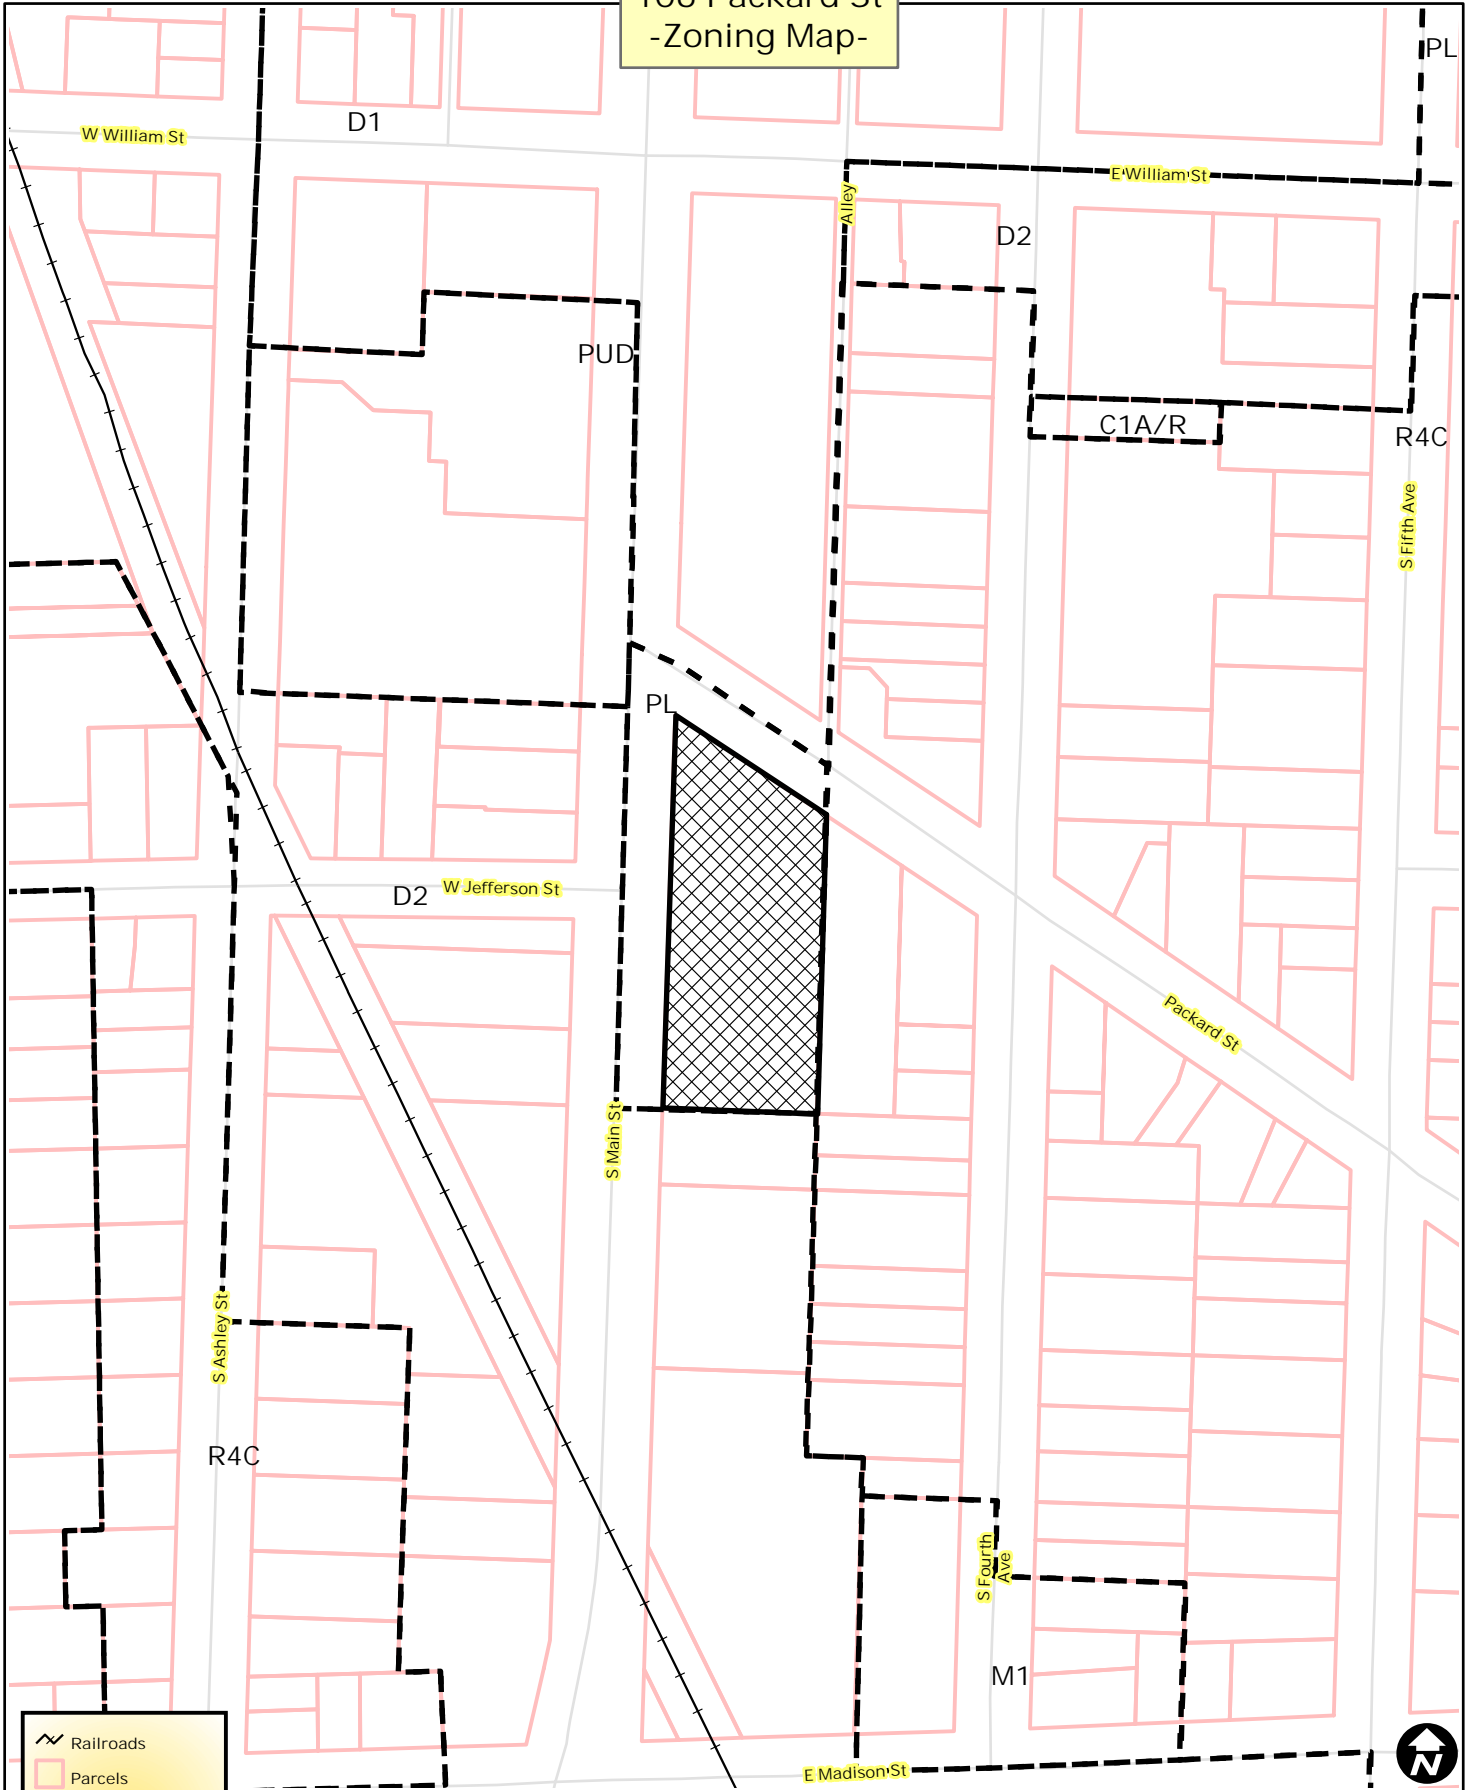 -Zoning Map-
PL
D1
W William St
E William St
Alley
D2
PUD
C1A/R
R4C
S Fifth Ave
PL
W Jefferson St
D2
Packard St
S Main St
S Ashley St
R4C
S Fourth
Ave
M1
Railroads
Parcels
E Madison St
N